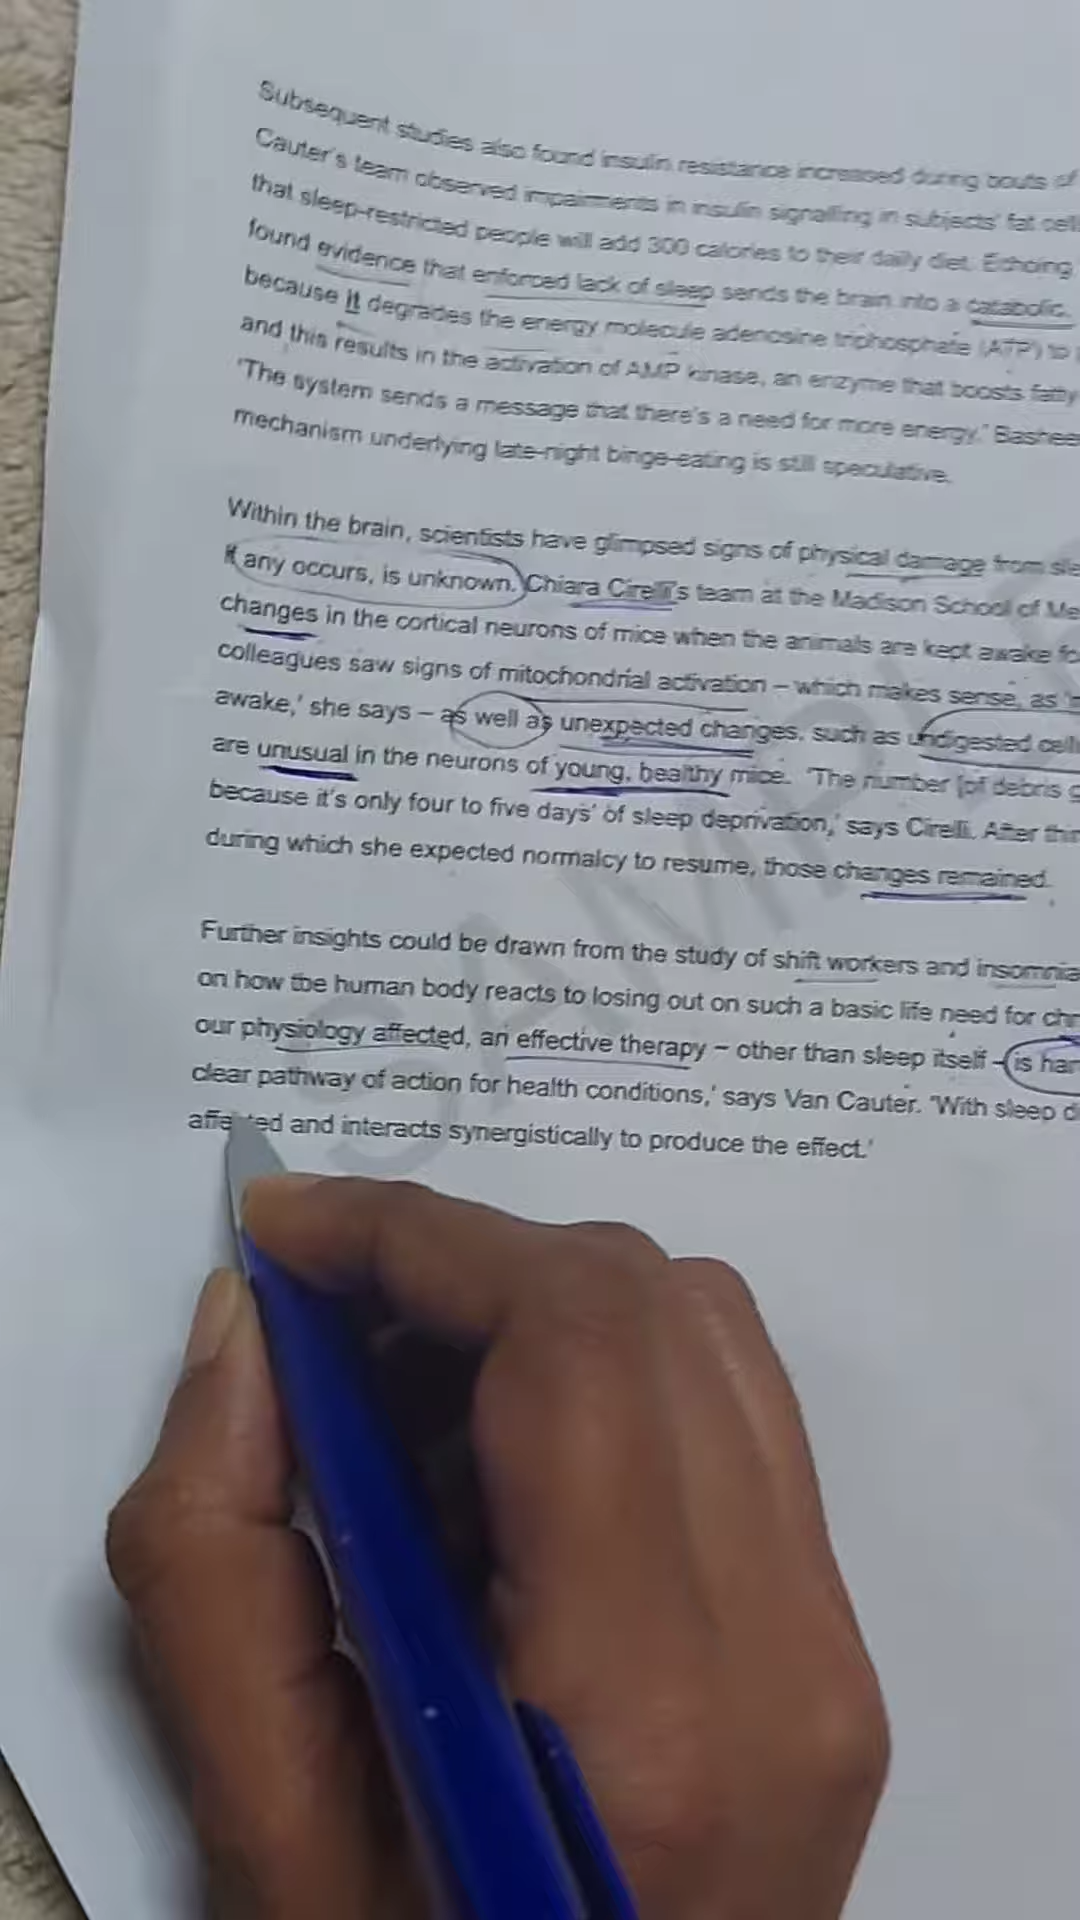 Subsequent studies also found insulin resistance increased during bouts of
Cauter's team observed impairments in insulin signalling in subjects' fat cell
that sleep-restricted people will add 300 calories to their daily diet. Echoing
found evidence that enforced lack of sleep sends the brain into a catabolic,
because it degrades the energy molecule adenosine triphosphate (ATP) to
and this results in the activation of AMP kinase, an enzyme that boosts fatty
'The system sends a message that there's a need for more energy,' Bashee
mechanism underlying late-night binge-eating is still speculative.
Within the brain, scientists have glimpsed signs of physical damage from sle
if any occurs, is unknown. Chiara Cirelli's team at the Madison School of Me
changes in the cortical neurons of mice when the animals are kept awake fo
colleagues saw signs of mitochondrial activation – which makes sense, as
awake,' she says – as well as unexpected changes, such as undigested cell
are unusual in the neurons of young, healthy mice. 'The number [of debris g
because it's only four to five days' of sleep deprivation,' says Cirelli. After thir
during which she expected normalcy to resume, those changes remained.
Further insights could be drawn from the study of shift workers and insomnia
on how the human body reacts to losing out on such a basic life need for chr
our physiology affected, an effective therapy – other than sleep itself – is har
clear pathway of action for health conditions,' says Van Cauter. 'With sleep d
affected and interacts synergistically to produce the effect.'
SAMPLE